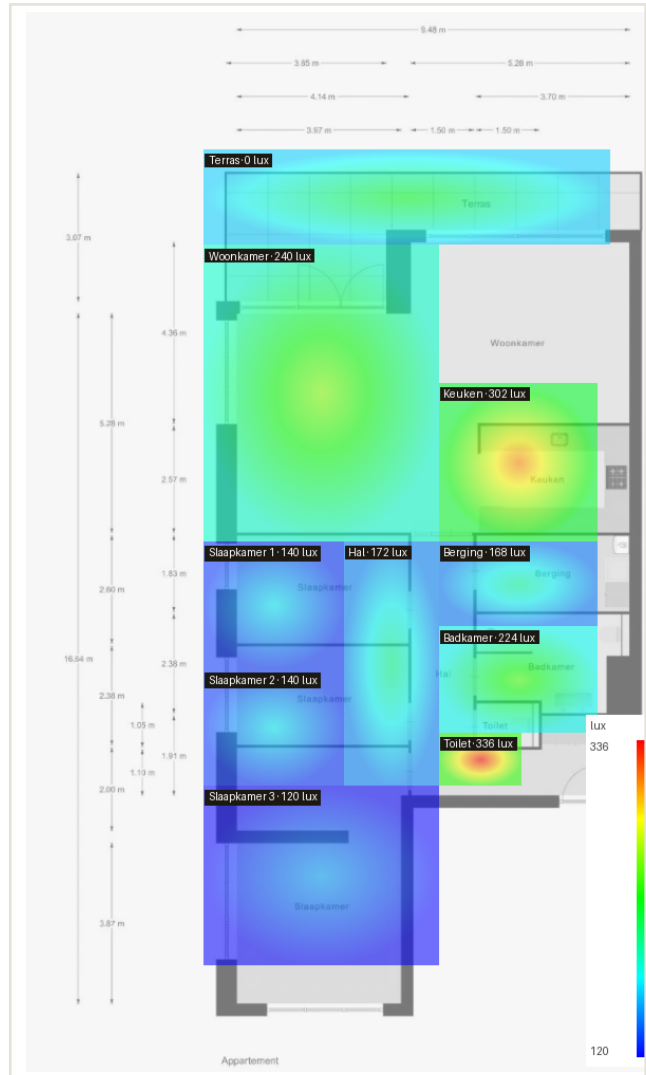 9.48 m
3.65 m
5.28 m
4.14 m
3.70 m
3.97 m
1.50 m
1.50 m
Terras·0 lux
Terras
3.07 m
Woonkamer·240 lux
4.36 m
Woonkamer
Keuken·302 lux
5.28 m
2.57 m
Keuken
Slaapkamer 1·140 lux
Hal·172 lux
Berging·168 lux
1.83 m
Berging
2.60 m
Slaapkamer
Badkamer·224 lux
16.64 m
2.38 m
Hal
Badkamer
Slaapkamer 2·140 lux
2.38 m
Slaapkamer
1.05 m
Toilet
lux
Toilet·336 lux
336
1.91 m
1.10 m
2.00 m
Slaapkamer 3·120 lux
Slaapkamer
3.87 m
120
Appartement